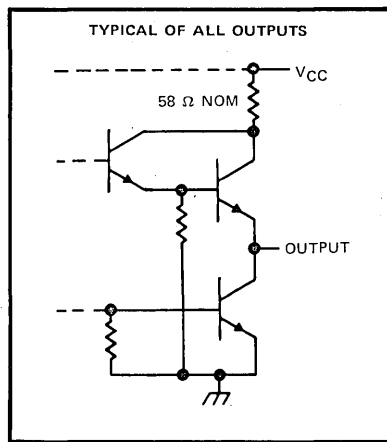 TYPICAL OF ALL OUTPUTS
VCC
58 Ω NOM
OUTPUT